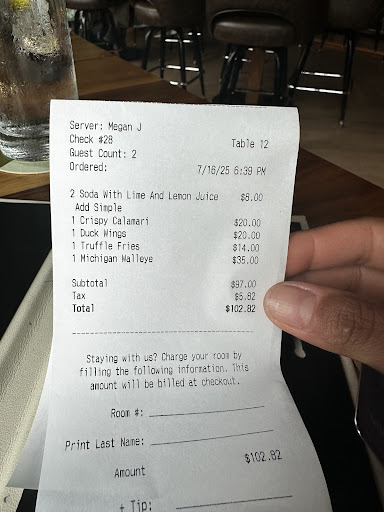 Server: Megan J
Check #28 Table 12
Guest Count: 2
Ordered: 7/16/25 6:39 PM
2 Soda With Lime And Lemon Juice $8.00
Add Simple
1 Crispy Calamari $20.00
1 Duck Wings $20.00
1 Truffle Fries $14.00
1 Michigan Walleye $35.00
Subtotal $97.00
Tax $5.82
Total $102.82
Staying with us? Charge your room by
filling the following information. This
amount will be billed at checkout.
Room #:
Print Last Name:
Amount $102.82
+ Tip: